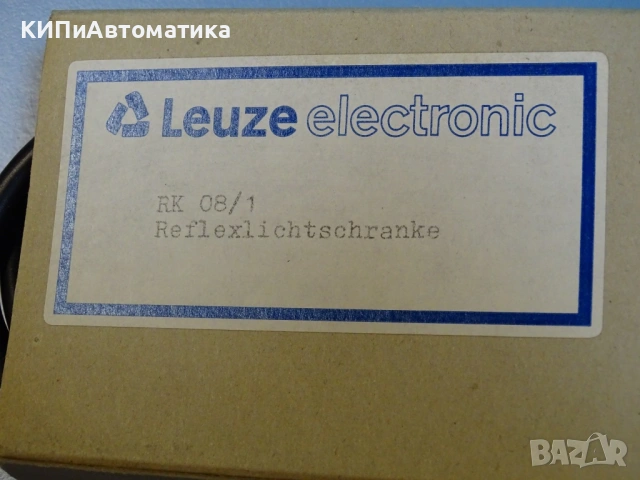 КИПиАвтоматика
Leuze electronic
RK 08/1
Reflexlichtschranke
BAZAR